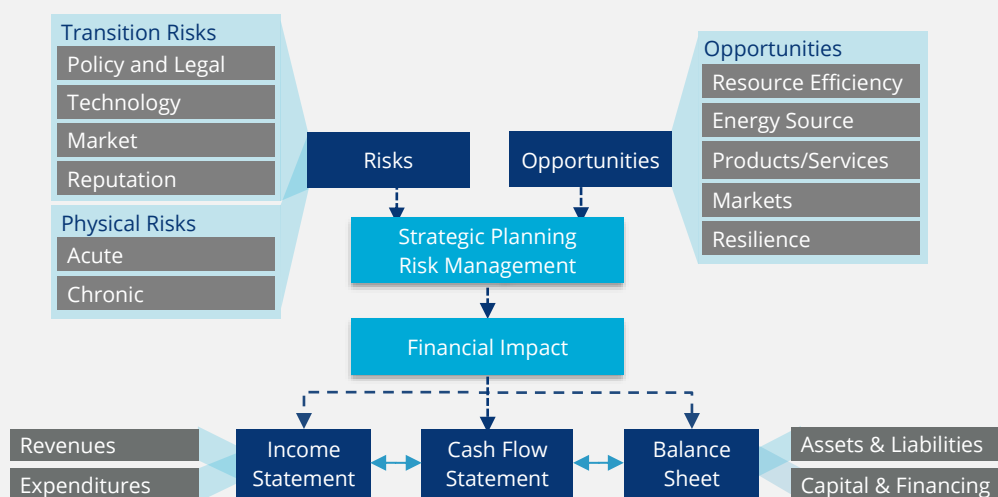 Transition Risks
Policy and Legal
Technology
Market
Reputation
Physical Risks
Acute
Chronic
Risks
Opportunities
Opportunities
Resource Efficiency
Energy Source
Products/Services
Markets
Resilience
Strategic Planning
Risk Management
Financial Impact
Revenues
Expenditures
Income
Statement
Cash Flow
Statement
Balance
Sheet
Assets & Liabilities
Capital & Financing